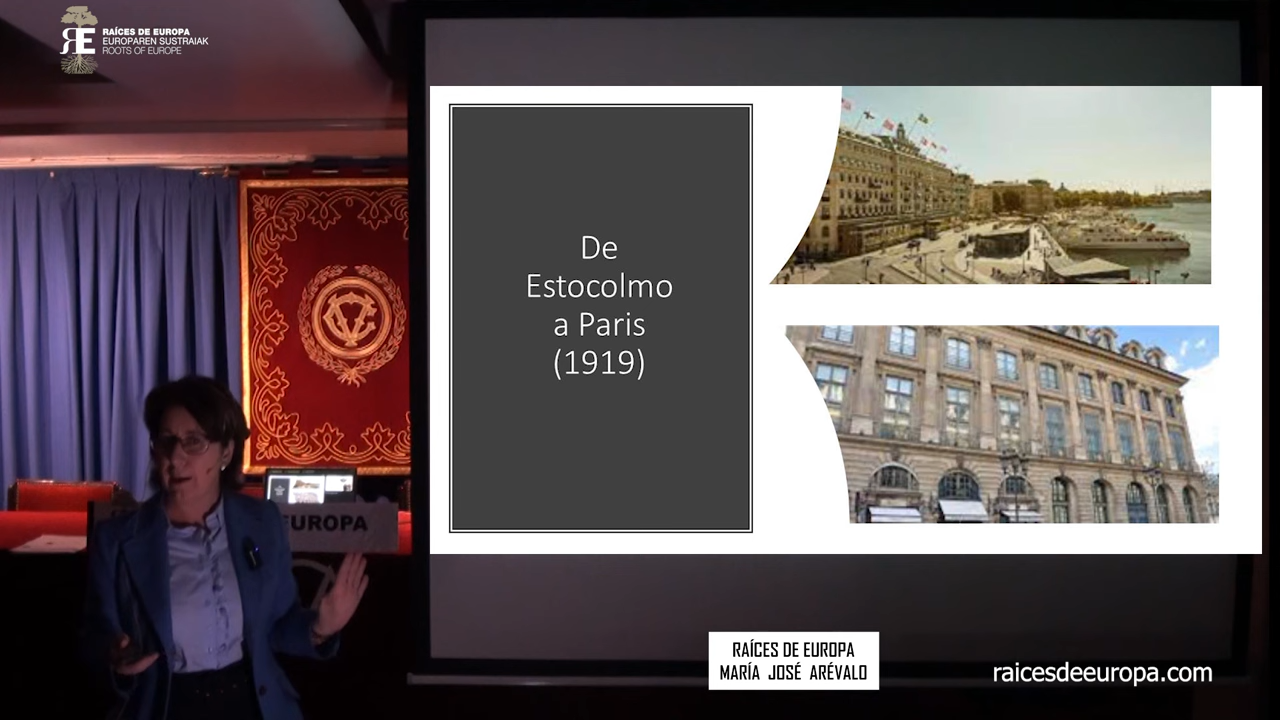 RAÍCES DE EUROPA
EUROPAREN SUSTRAIAK
ROOTS OF EUROPE
De
Estocolmo
a Paris
(1919)
EUROPA
RAÍCES DE EUROPA
MARÍA JOSÉ ARÉVALO
raicesdeeuropa.com